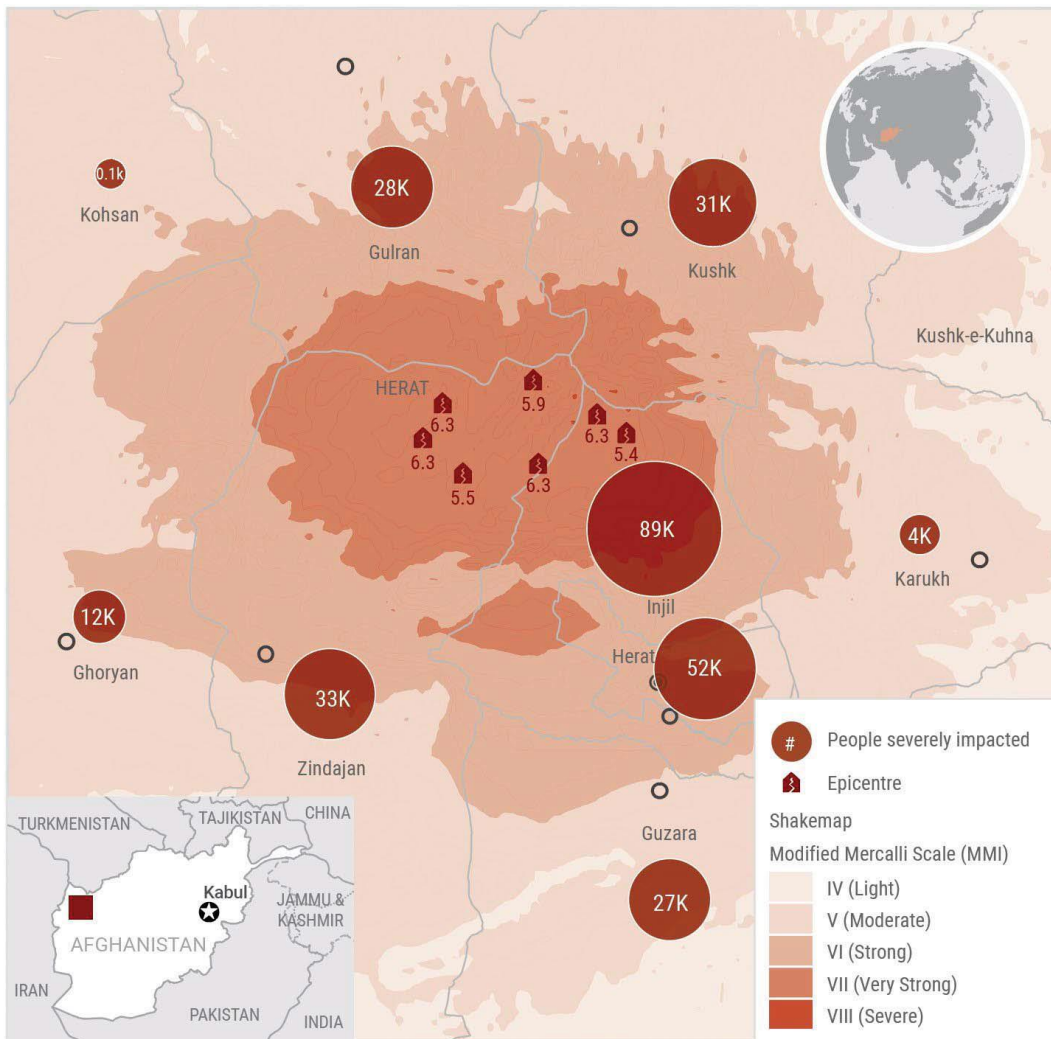 0.1k
Kohsan
28K
Gulran
31K
Kushk
Kushk-e-Kuhna
HERAT
6.3
5.9
6.3
6.3
5.4
5.5
6.3
89K
Injil
4K
Karukh
12K
Ghoryan
33K
Zindajan
Herat
52K
Guzara
27K
# People severely impacted
Epicentre
Shakemap
Modified Mercalli Scale (MMI)
IV (Light)
V (Moderate)
VI (Strong)
VII (Very Strong)
VIII (Severe)
TURKMENISTAN
TAJIKISTAN
CHINA
Kabul
JAMMU &
KASHMIR
AFGHANISTAN
IRAN
PAKISTAN
INDIA